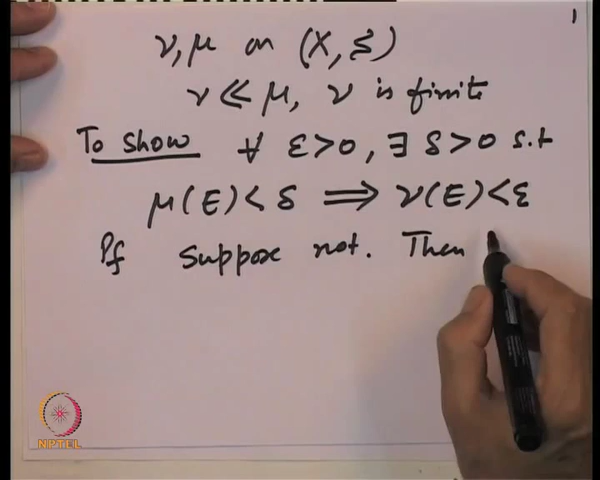 1
ν, μ on (X, S)
ν ≪ μ, ν is finite
To show ∀ ε>0, ∃ δ>0 s.t
μ(E)<δ ⟹ ν(E)<ε
Pf Suppose not. Then
NPTEL